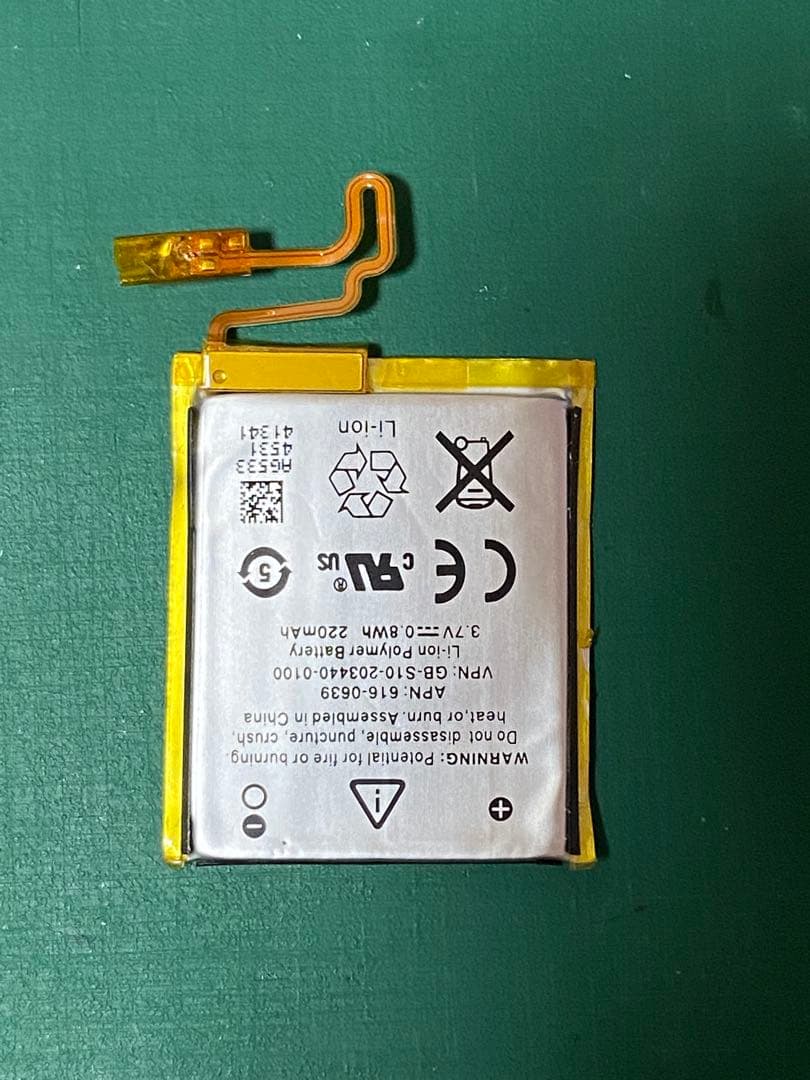 +
−
WARNING: Potential for fire or burning.
Do not disassemble, puncture, crush,
heat,or burn. Assembled in China
APN: 616-0639
VPN: GB-S10-203440-0100
Li-ion Polymer Battery
3.7V⎓0.8Wh 220mAh
CE c RU® US 5
Li-ion
AG533
4531
41341